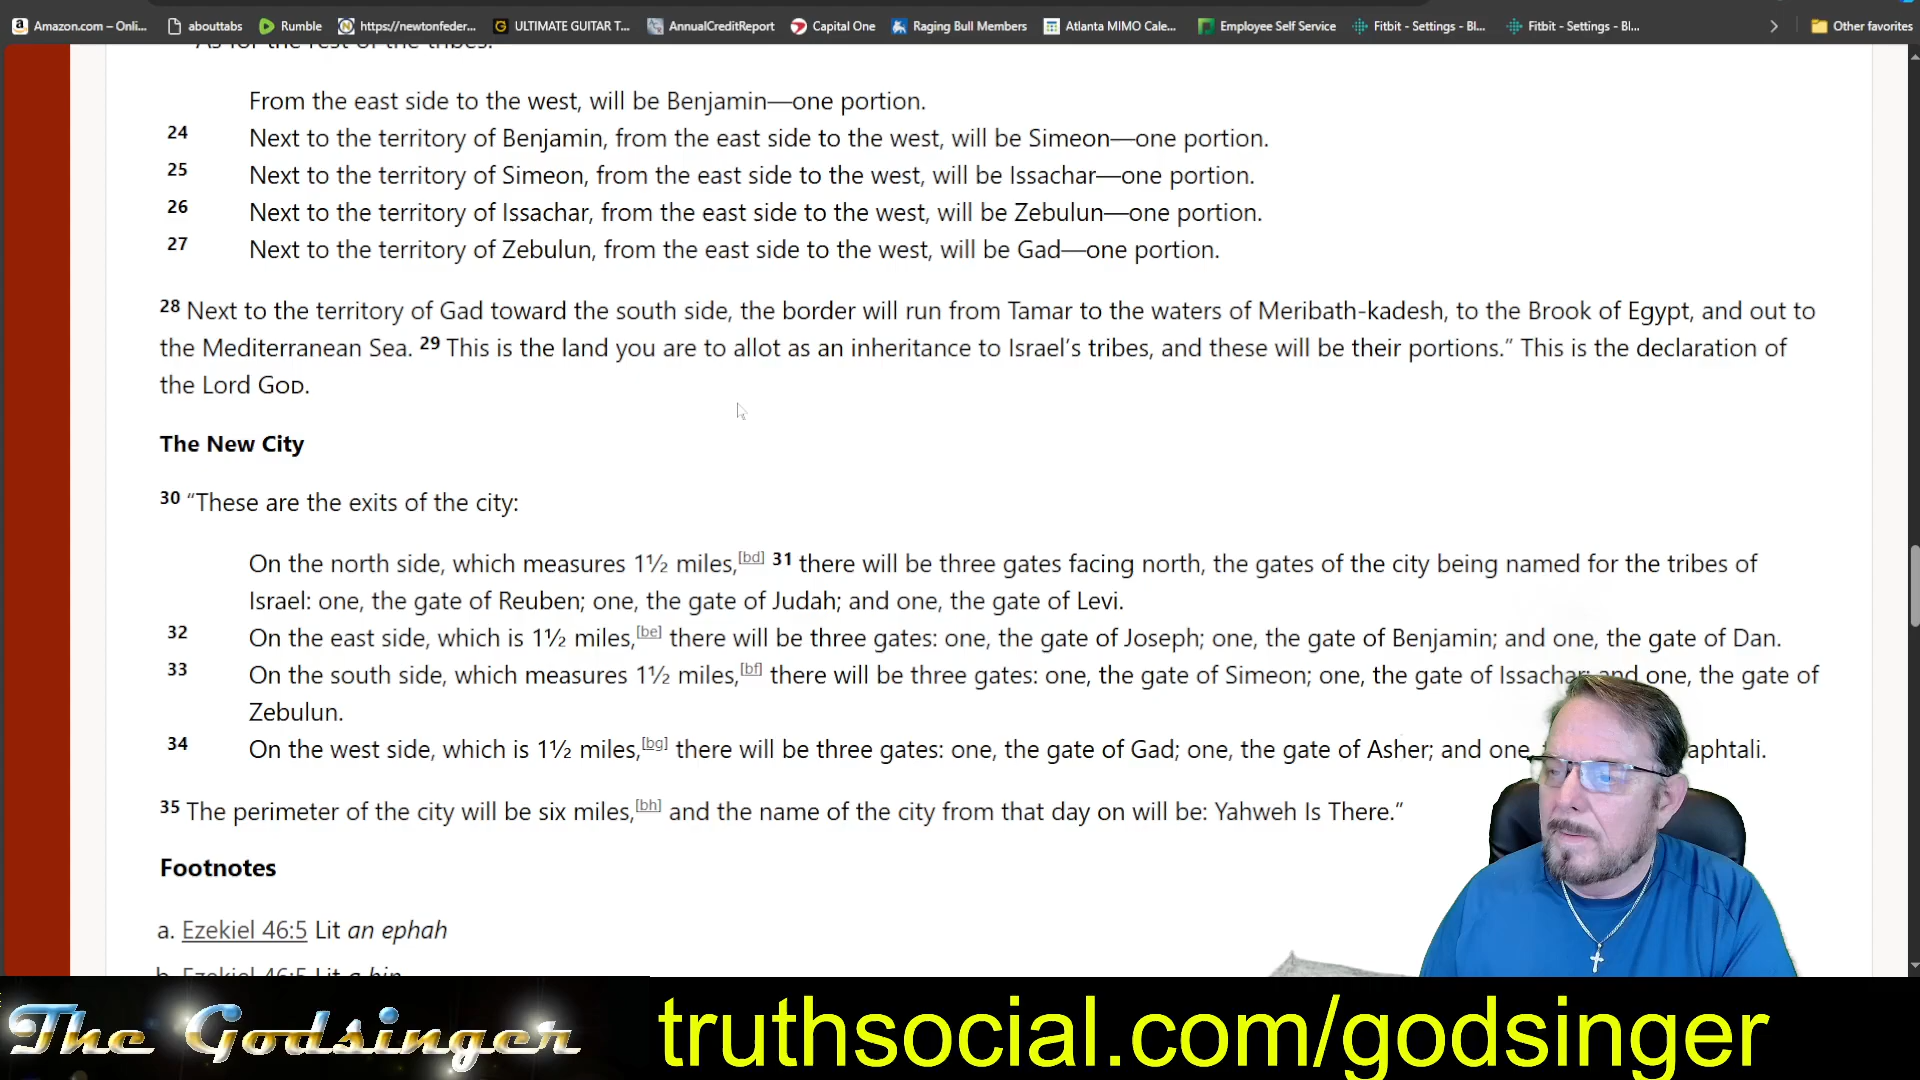 Amazon.com – Onli... abouttabs Rumble https://newtonfeder... ULTIMATE GUITAR T... AnnualCreditReport Capital One Raging Bull Members Atlanta MIMO Cale... Employee Self Service Fitbit - Settings - Bl... Fitbit - Settings - Bl... Other favorites
As for the rest of the tribes:
From the east side to the west, will be Benjamin—one portion.
24 Next to the territory of Benjamin, from the east side to the west, will be Simeon—one portion.
25 Next to the territory of Simeon, from the east side to the west, will be Issachar—one portion.
26 Next to the territory of Issachar, from the east side to the west, will be Zebulun—one portion.
27 Next to the territory of Zebulun, from the east side to the west, will be Gad—one portion.
28 Next to the territory of Gad toward the south side, the border will run from Tamar to the waters of Meribath-kadesh, to the Brook of Egypt, and out to
the Mediterranean Sea. 29 This is the land you are to allot as an inheritance to Israel’s tribes, and these will be their portions.” This is the declaration of
the Lord GOD.
The New City
30 “These are the exits of the city:
On the north side, which measures 1½ miles,[bd] 31 there will be three gates facing north, the gates of the city being named for the tribes of
Israel: one, the gate of Reuben; one, the gate of Judah; and one, the gate of Levi.
32 On the east side, which is 1½ miles,[be] there will be three gates: one, the gate of Joseph; one, the gate of Benjamin; and one, the gate of Dan.
33 On the south side, which measures 1½ miles,[bf] there will be three gates: one, the gate of Simeon; one, the gate of Issachar; and one, the gate of
Zebulun.
34 On the west side, which is 1½ miles,[bg] there will be three gates: one, the gate of Gad; one, the gate of Asher; and one, aphtali.
35 The perimeter of the city will be six miles,[bh] and the name of the city from that day on will be: Yahweh Is There.”
Footnotes
a. Ezekiel 46:5 Lit an ephah
b. Ezekiel 46:5 Lit a hin
The Godsinger truthsocial.com/godsinger